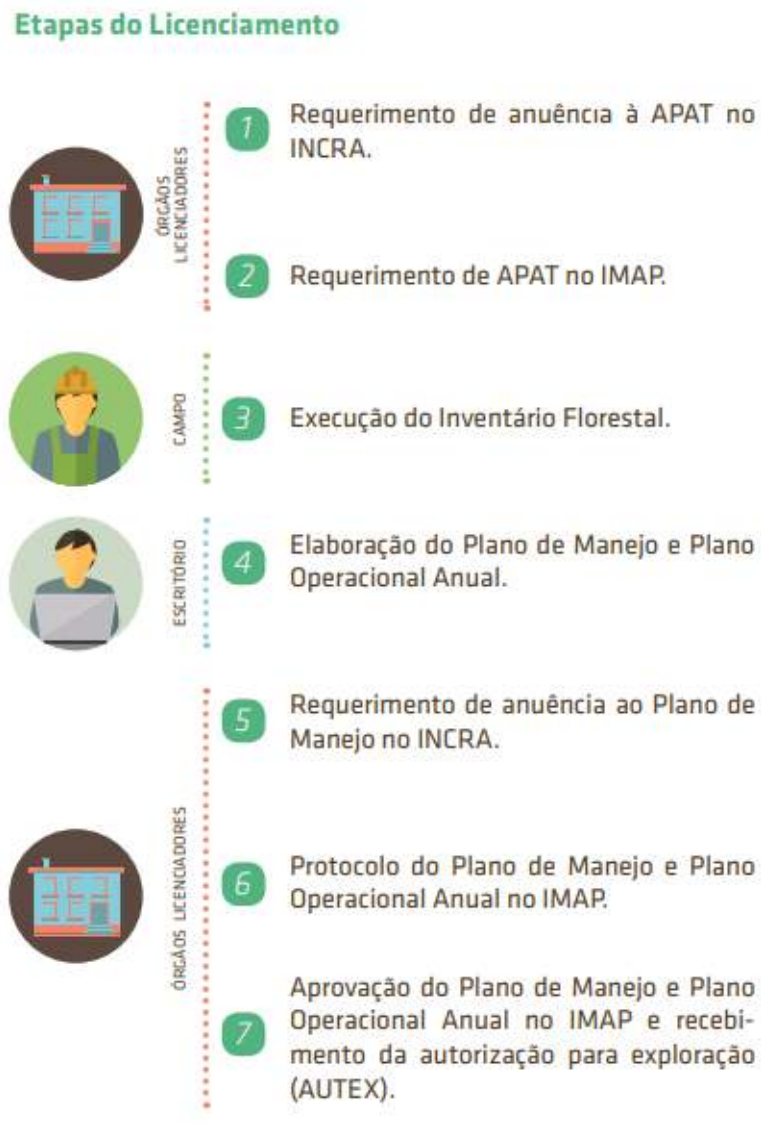 Etapas do Licenciamento
ÓRGÃOS
LICENCIADORES
1
Requerimento de anuência à APAT no
INCRA.
2
Requerimento de APAT no IMAP.
CAMPO
3
Execução do Inventário Florestal.
ESCRITÓRIO
4
Elaboração do Plano de Manejo e Plano
Operacional Anual.
ÓRGÃOS LICENCIADORES
5
Requerimento de anuência ao Plano de
Manejo no INCRA.
6
Protocolo do Plano de Manejo e Plano
Operacional Anual no IMAP.
7
Aprovação do Plano de Manejo e Plano
Operacional Anual no IMAP e recebi-
mento da autorização para exploração
(AUTEX).